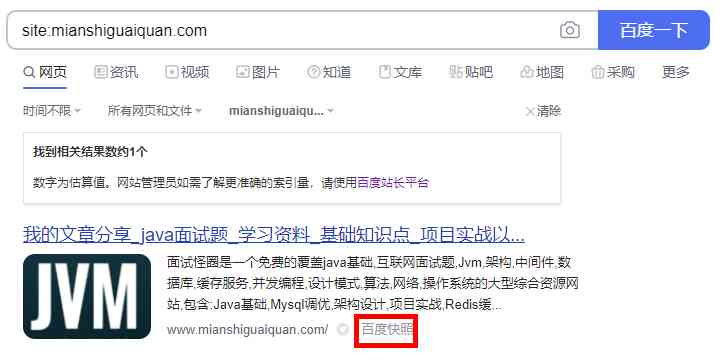 site:mianshiguaiquan.com 百度一下
网页 资讯 视频 图片 知道 文库 贴吧 地图 采购 更多
时间不限 所有网页和文件 mianshiguaiqu... 清除
找到相关结果数约1个
数字为估算值。网站管理员如需了解更准确的索引量，请使用百度站长平台
我的文章分享_java面试题_学习资料_基础知识点_项目实战以...
JVM
面试怪圈是一个免费的覆盖java基础,互联网面试题,Jvm,架构,中间件,数
据库,缓存服务,并发编程,设计模式,算法,网络,操作系统的大型综合资源网
站,包含:Java基础,Mysql调优,架构设计,项目实战,Redis缓...
www.mianshiguaiquan.com/ 百度快照